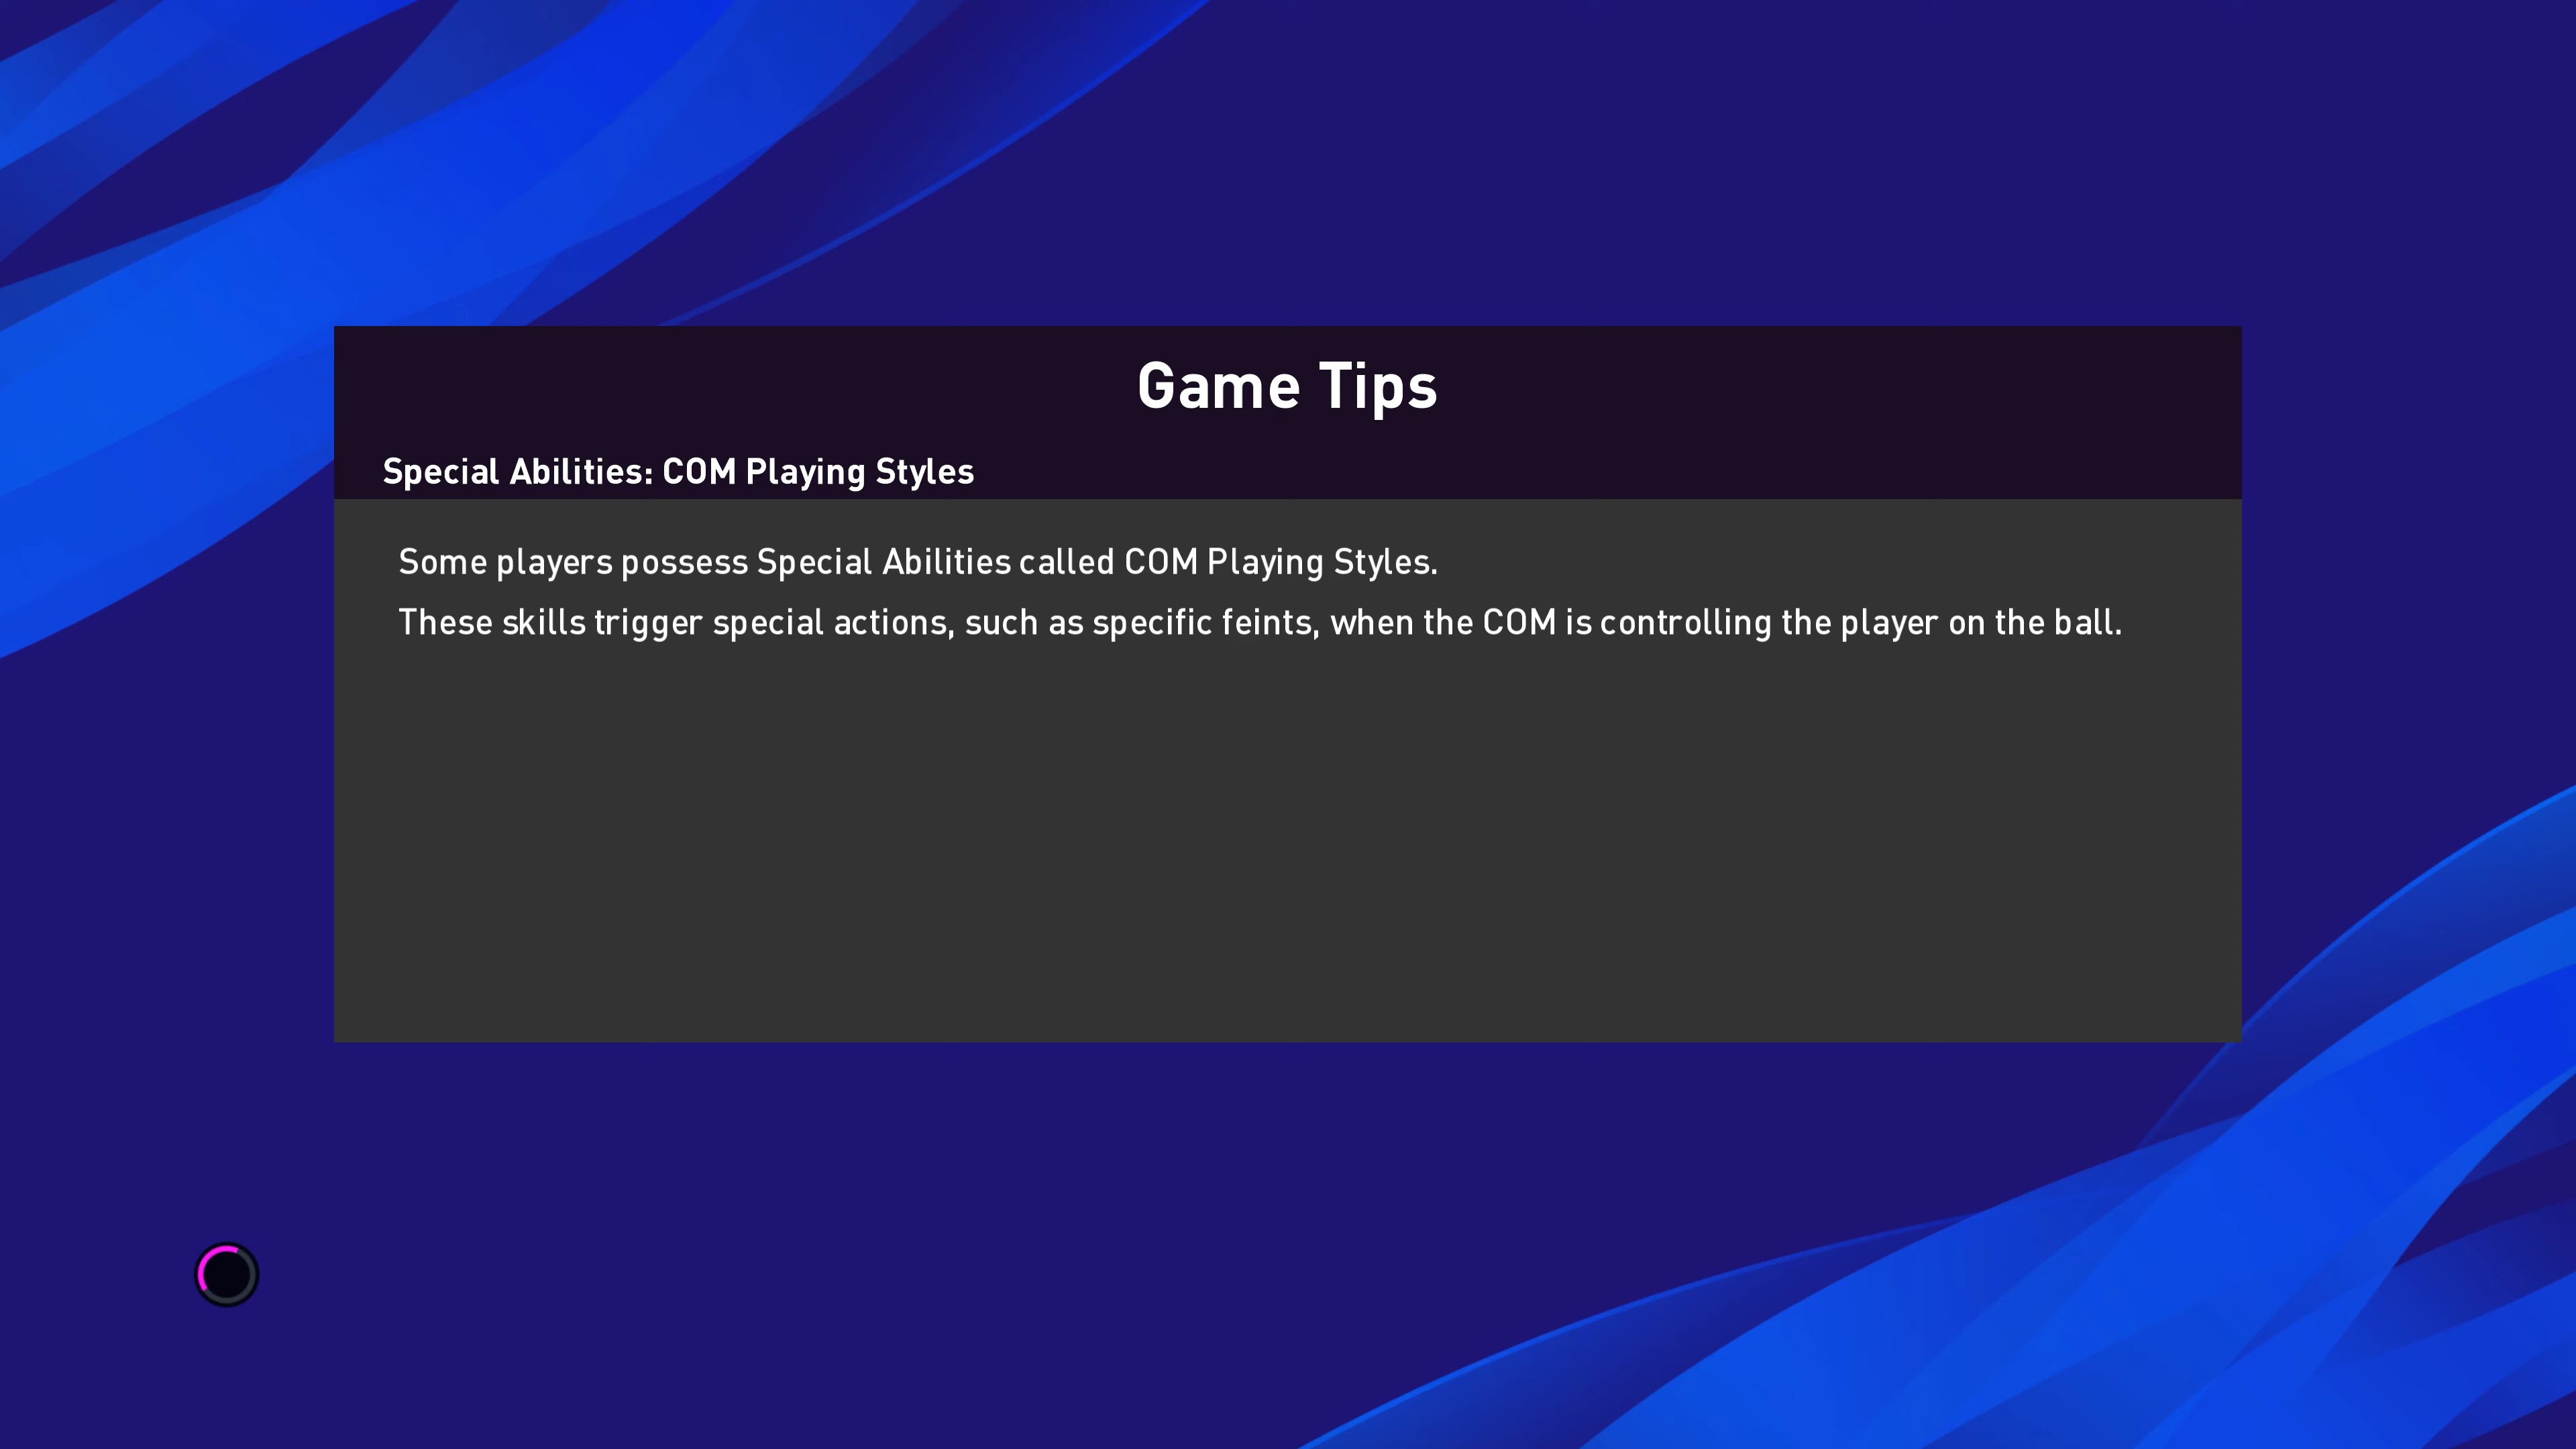 Game Tips
Special Abilities: COM Playing Styles
Some players possess Special Abilities called COM Playing Styles.
These skills trigger special actions, such as specific feints, when the COM is controlling the player on the ball.